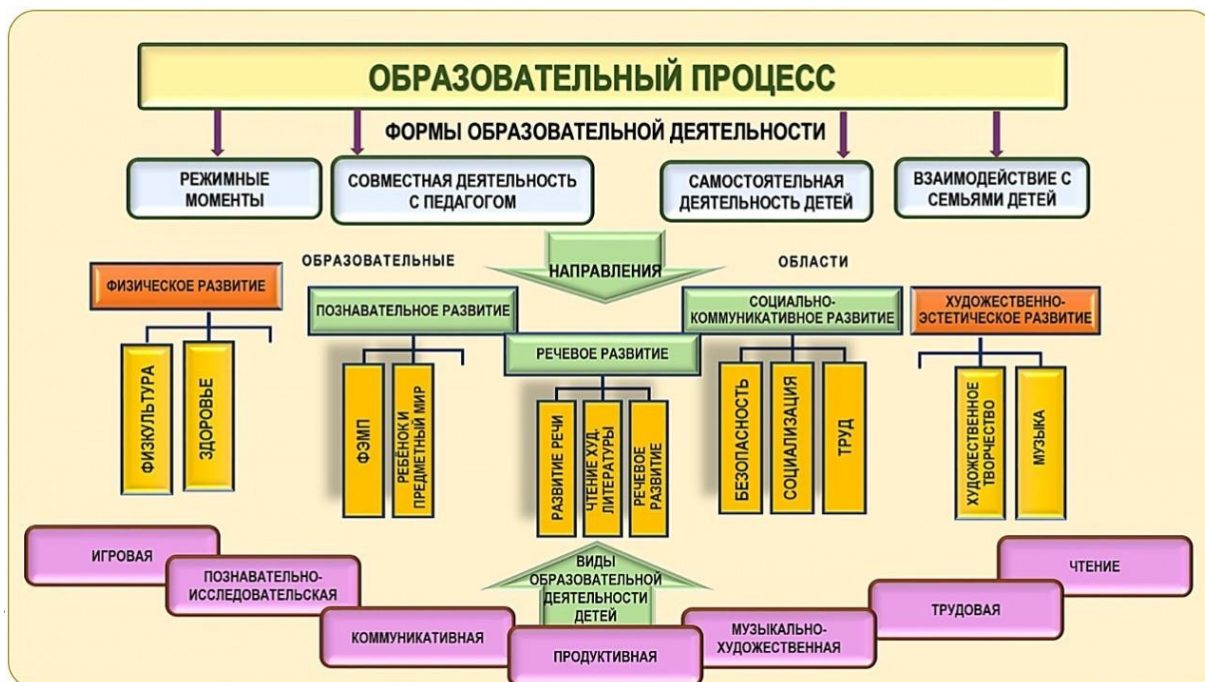 ОБРАЗОВАТЕЛЬНЫЙ ПРОЦЕСС
ФОРМЫ ОБРАЗОВАТЕЛЬНОЙ ДЕЯТЕЛЬНОСТИ
РЕЖИМНЫЕ
МОМЕНТЫ
СОВМЕСТНАЯ ДЕЯТЕЛЬНОСТЬ
С ПЕДАГОГОМ
САМОСТОЯТЕЛЬНАЯ
ДЕЯТЕЛЬНОСТЬ ДЕТЕЙ
ВЗАИМОДЕЙСТВИЕ С
СЕМЬЯМИ ДЕТЕЙ
ОБРАЗОВАТЕЛЬНЫЕ
НАПРАВЛЕНИЯ
ОБЛАСТИ
ФИЗИЧЕСКОЕ РАЗВИТИЕ
ФИЗКУЛЬТУРА
ЗДОРОВЬЕ
ПОЗНАВАТЕЛЬНОЕ РАЗВИТИЕ
ФЭМП
РЕБЁНОК И
ПРЕДМЕТНЫЙ МИР
РЕЧЕВОЕ РАЗВИТИЕ
РАЗВИТИЕ РЕЧИ
ЧТЕНИЕ ХУД.
ЛИТЕРАТУРЫ
РЕЧЕВОЕ
РАЗВИТИЕ
СОЦИАЛЬНО-
КОММУНИКАТИВНОЕ РАЗВИТИЕ
БЕЗОПАСНОСТЬ
СОЦИАЛИЗАЦИЯ
ТРУД
ХУДОЖЕСТВЕННО-
ЭСТЕТИЧЕСКОЕ РАЗВИТИЕ
ХУДОЖЕСТВЕННОЕ
ТВОРЧЕСТВО
МУЗЫКА
ВИДЫ
ОБРАЗОВАТЕЛЬНОЙ
ДЕЯТЕЛЬНОСТИ
ДЕТЕЙ
ИГРОВАЯ
ПОЗНАВАТЕЛЬНО-
ИССЛЕДОВАТЕЛЬСКАЯ
КОММУНИКАТИВНАЯ
ПРОДУКТИВНАЯ
МУЗЫКАЛЬНО-
ХУДОЖЕСТВЕННАЯ
ТРУДОВАЯ
ЧТЕНИЕ